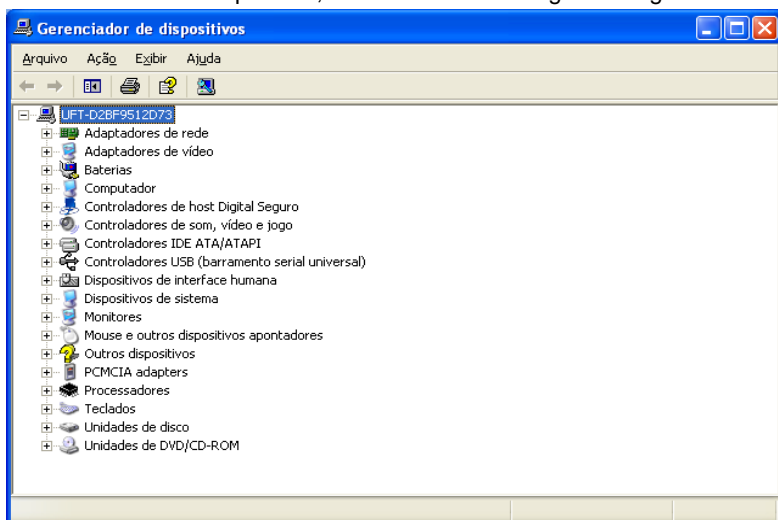 Gerenciador de dispositivos
Arquivo Ação Exibir Ajuda
UFT-D2BF9512D73
Adaptadores de rede
Adaptadores de vídeo
Baterias
Computador
Controladores de host Digital Seguro
Controladores de som, vídeo e jogo
Controladores IDE ATA/ATAPI
Controladores USB (barramento serial universal)
Dispositivos de interface humana
Dispositivos de sistema
Monitores
Mouse e outros dispositivos apontadores
Outros dispositivos
PCMCIA adapters
Processadores
Teclados
Unidades de disco
Unidades de DVD/CD-ROM